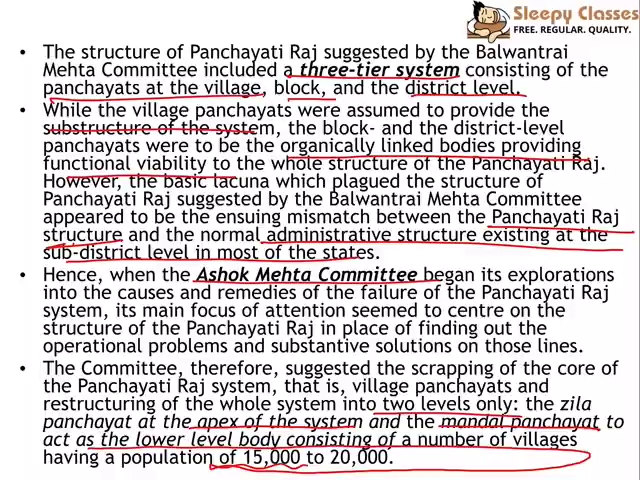 Sleepy Classes
FREE. REGULAR. QUALITY.
• The structure of Panchayati Raj suggested by the Balwantrai
Mehta Committee included a three-tier system consisting of the
panchayats at the village, block, and the district level.
• While the village panchayats were assumed to provide the
substructure of the system, the block- and the district-level
panchayats were to be the organically linked bodies providing
functional viability to the whole structure of the Panchayati Raj.
However, the basic lacuna which plagued the structure of
Panchayati Raj suggested by the Balwantrai Mehta Committee
appeared to be the ensuing mismatch between the Panchayati Raj
structure and the normal administrative structure existing at the
sub-district level in most of the states.
• Hence, when the Ashok Mehta Committee began its explorations
into the causes and remedies of the failure of the Panchayati Raj
system, its main focus of attention seemed to centre on the
structure of the Panchayati Raj in place of finding out the
operational problems and substantive solutions on those lines.
• The Committee, therefore, suggested the scrapping of the core of
the Panchayati Raj system, that is, village panchayats and
restructuring of the whole system into two levels only: the zila
panchayat at the apex of the system and the mandal panchayat to
act as the lower level body consisting of a number of villages
having a population of 15,000 to 20,000.